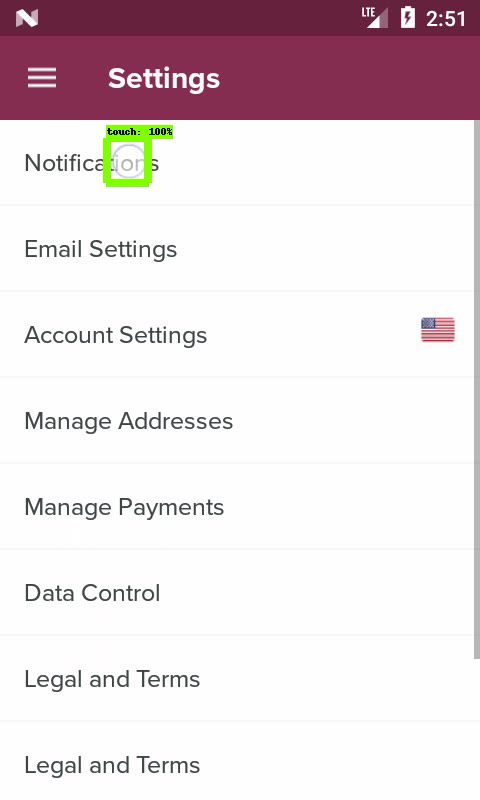 LTE 2:51
Settings
touch: 100%
Notifications
Email Settings
Account Settings
Manage Addresses
Manage Payments
Data Control
Legal and Terms
Legal and Terms